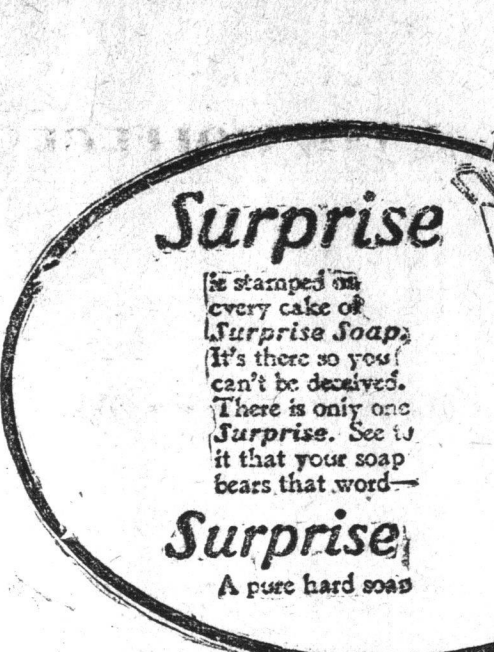 Surprise
is stamped on
every cake of
Surprise Soap.
It's there so you
can't be deceived.
There is only one
Surprise. See to
it that your soap
bears that word—
Surprise
A pure hard soap